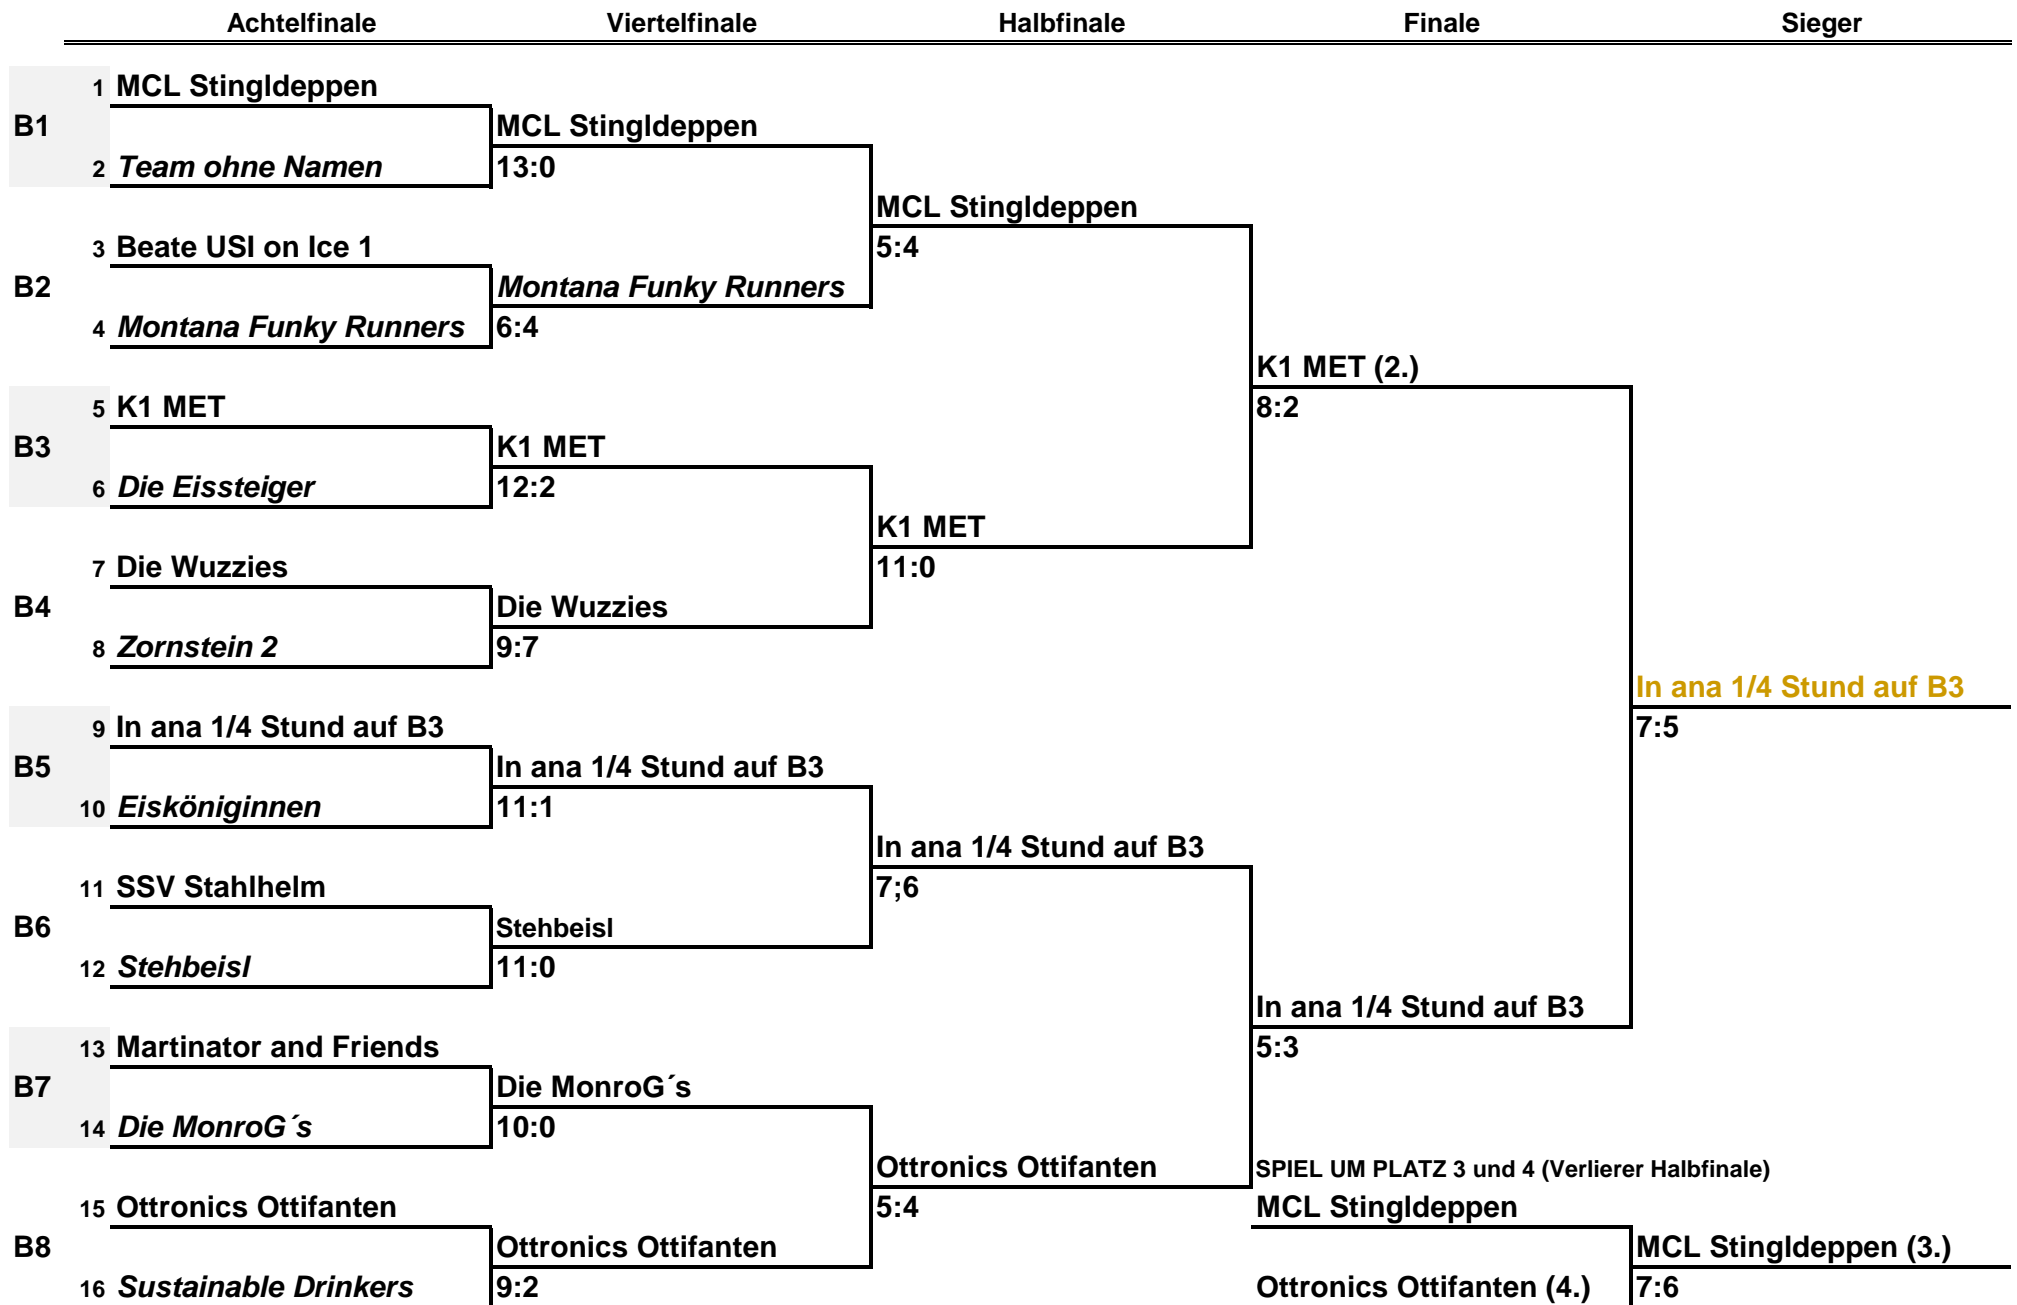 Achtelfinale Viertelfinale Halbfinale Finale Sieger
1 MCL Stingldeppen
B1 MCL Stingldeppen
2 Team ohne Namen 13:0
MCL Stingldeppen
3 Beate USI on Ice 1 5:4
B2 Montana Funky Runners
4 Montana Funky Runners 6:4
K1 MET (2.)
5 K1 MET 8:2
B3 K1 MET
6 Die Eissteiger 12:2
K1 MET
7 Die Wuzzies 11:0
B4 Die Wuzzies
8 Zornstein 2 9:7
In ana 1/4 Stund auf B3
9 In ana 1/4 Stund auf B3 7:5
B5 In ana 1/4 Stund auf B3
10 Eisköniginnen 11:1
In ana 1/4 Stund auf B3
11 SSV Stahlhelm 7;6
B6 Stehbeisl
12 Stehbeisl 11:0
In ana 1/4 Stund auf B3
13 Martinator and Friends 5:3
B7 Die MonroG´s
14 Die MonroG´s 10:0
Ottronics Ottifanten SPIEL UM PLATZ 3 und 4 (Verlierer Halbfinale)
15 Ottronics Ottifanten 5:4 MCL Stingldeppen
B8 Ottronics Ottifanten MCL Stingldeppen (3.)
16 Sustainable Drinkers 9:2 Ottronics Ottifanten (4.) 7:6